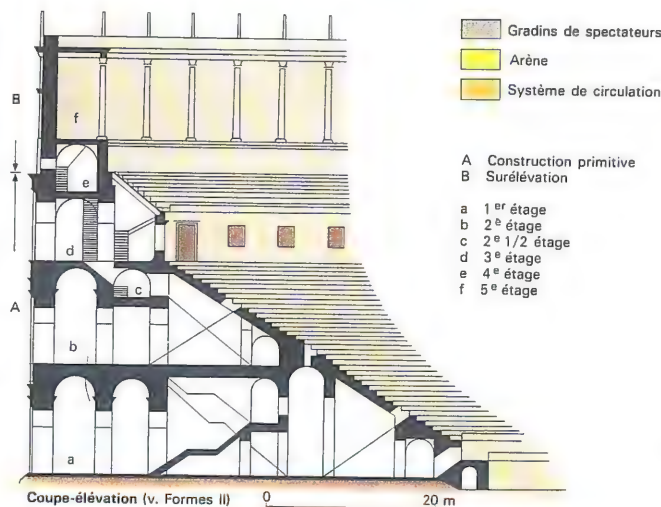 Gradins de spectateurs
Arène
Système de circulation
A Construction primitive
B Surélévation
a 1er étage
b 2è étage
c 2e 1/2 étage
d 3e étage
e 4e étage
f 5e étage
B
f
e
d
A
c
b
a
Coupe-élévation (v. Formes II)
0 20 m